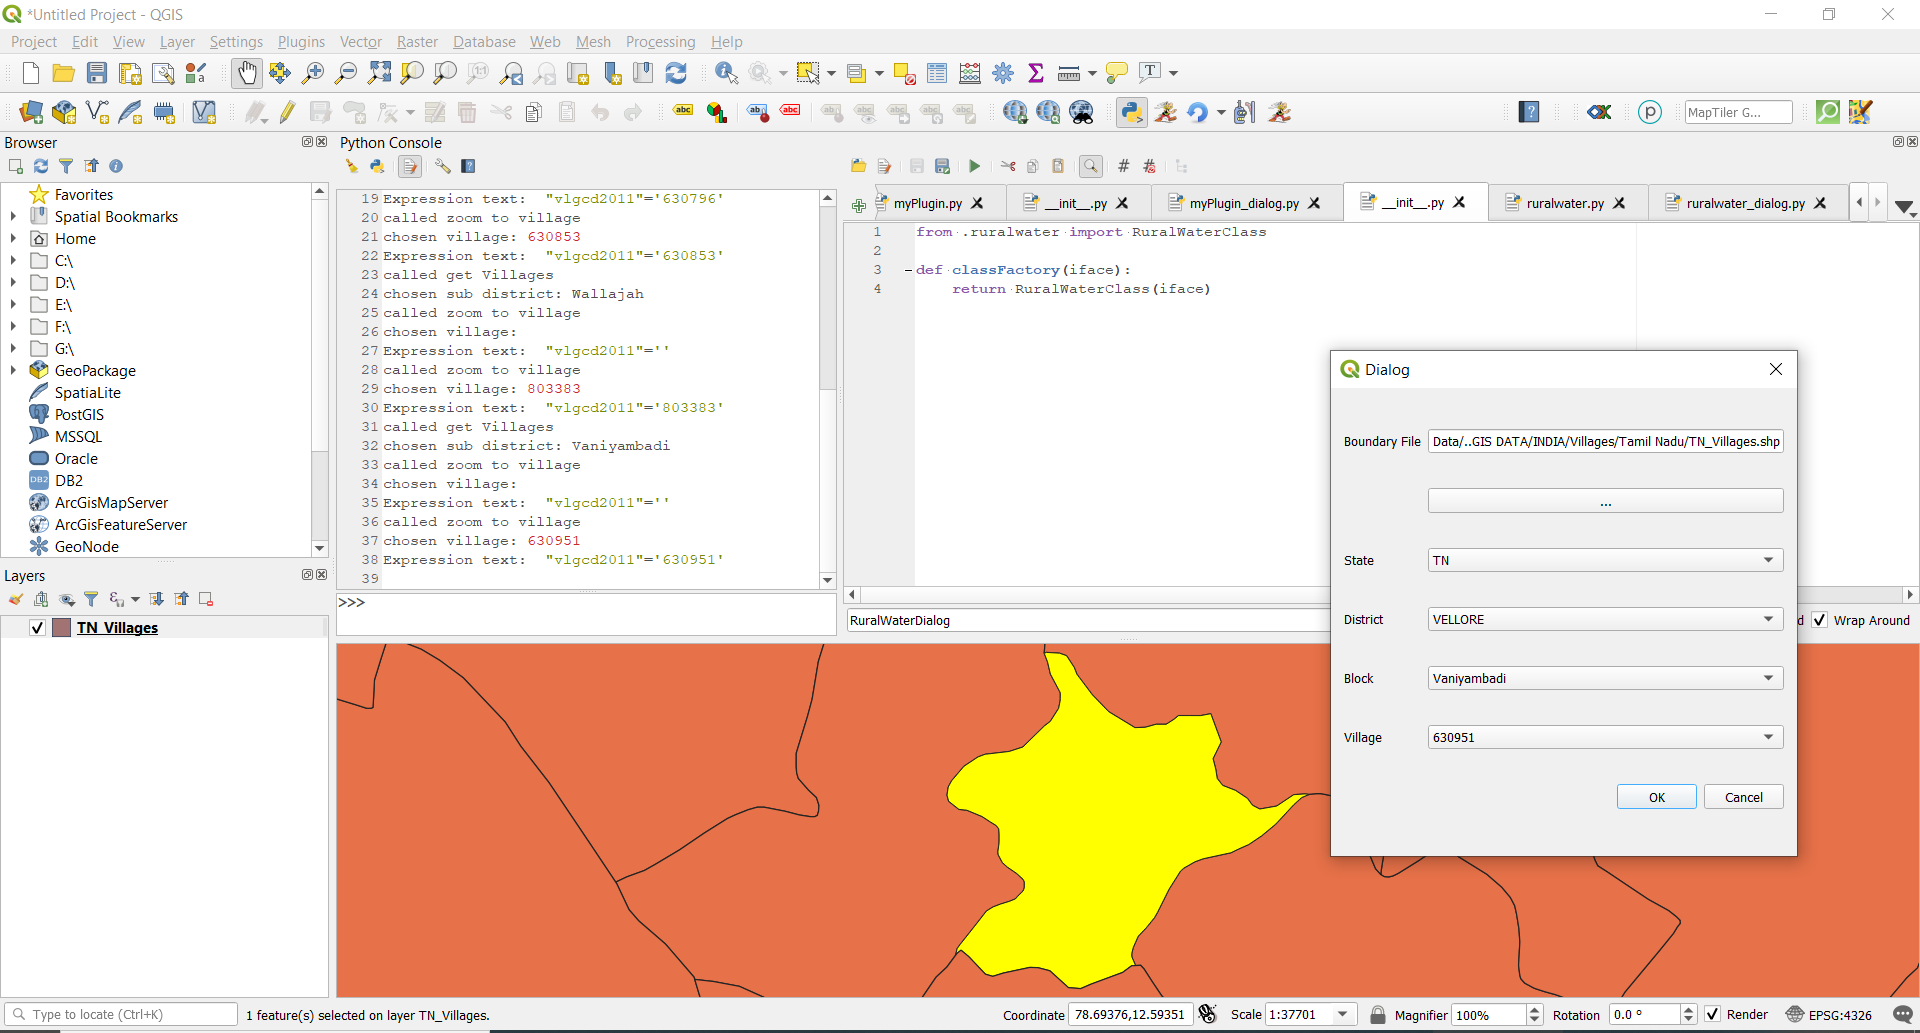 *Untitled Project - QGIS
Project Edit View Layer Settings Plugins Vector Raster Database Web Mesh Processing Help
MapTiler G...
Browser
Favorites
Spatial Bookmarks
Home
C:\
D:\
E:\
F:\
G:\
GeoPackage
SpatiaLite
PostGIS
MSSQL
Oracle
DB2
ArcGisMapServer
ArcGisFeatureServer
GeoNode
Layers
TN_Villages
Python Console
19 Expression text:  "vlgcd2011"='630796'
20 called zoom to village
21 chosen village: 630853
22 Expression text:  "vlgcd2011"='630853'
23 called get Villages
24 chosen sub district: Wallajah
25 called zoom to village
26 chosen village:
27 Expression text:  "vlgcd2011"=''
28 called zoom to village
29 chosen village: 803383
30 Expression text:  "vlgcd2011"='803383'
31 called get Villages
32 chosen sub district: Vaniyambadi
33 called zoom to village
34 chosen village:
35 Expression text:  "vlgcd2011"=''
36 called zoom to village
37 chosen village: 630951
38 Expression text:  "vlgcd2011"='630951'
39
>>>
myPlugin.py __init__.py myPlugin_dialog.py __init__.py ruralwater.py ruralwater_dialog.py
1 from .ruralwater import RuralWaterClass
2
3 def classFactory(iface):
4     return RuralWaterClass(iface)
RuralWaterDialog
Wrap Around
Dialog
Boundary File Data/..GIS DATA/INDIA/Villages/Tamil Nadu/TN_Villages.shp
...
State TN
District VELLORE
Block Vaniyambadi
Village 630951
OK Cancel
Type to locate (Ctrl+K) 1 feature(s) selected on layer TN_Villages. Coordinate 78.69376,12.59351 Scale 1:37701 Magnifier 100% Rotation 0.0 ° Render EPSG:4326